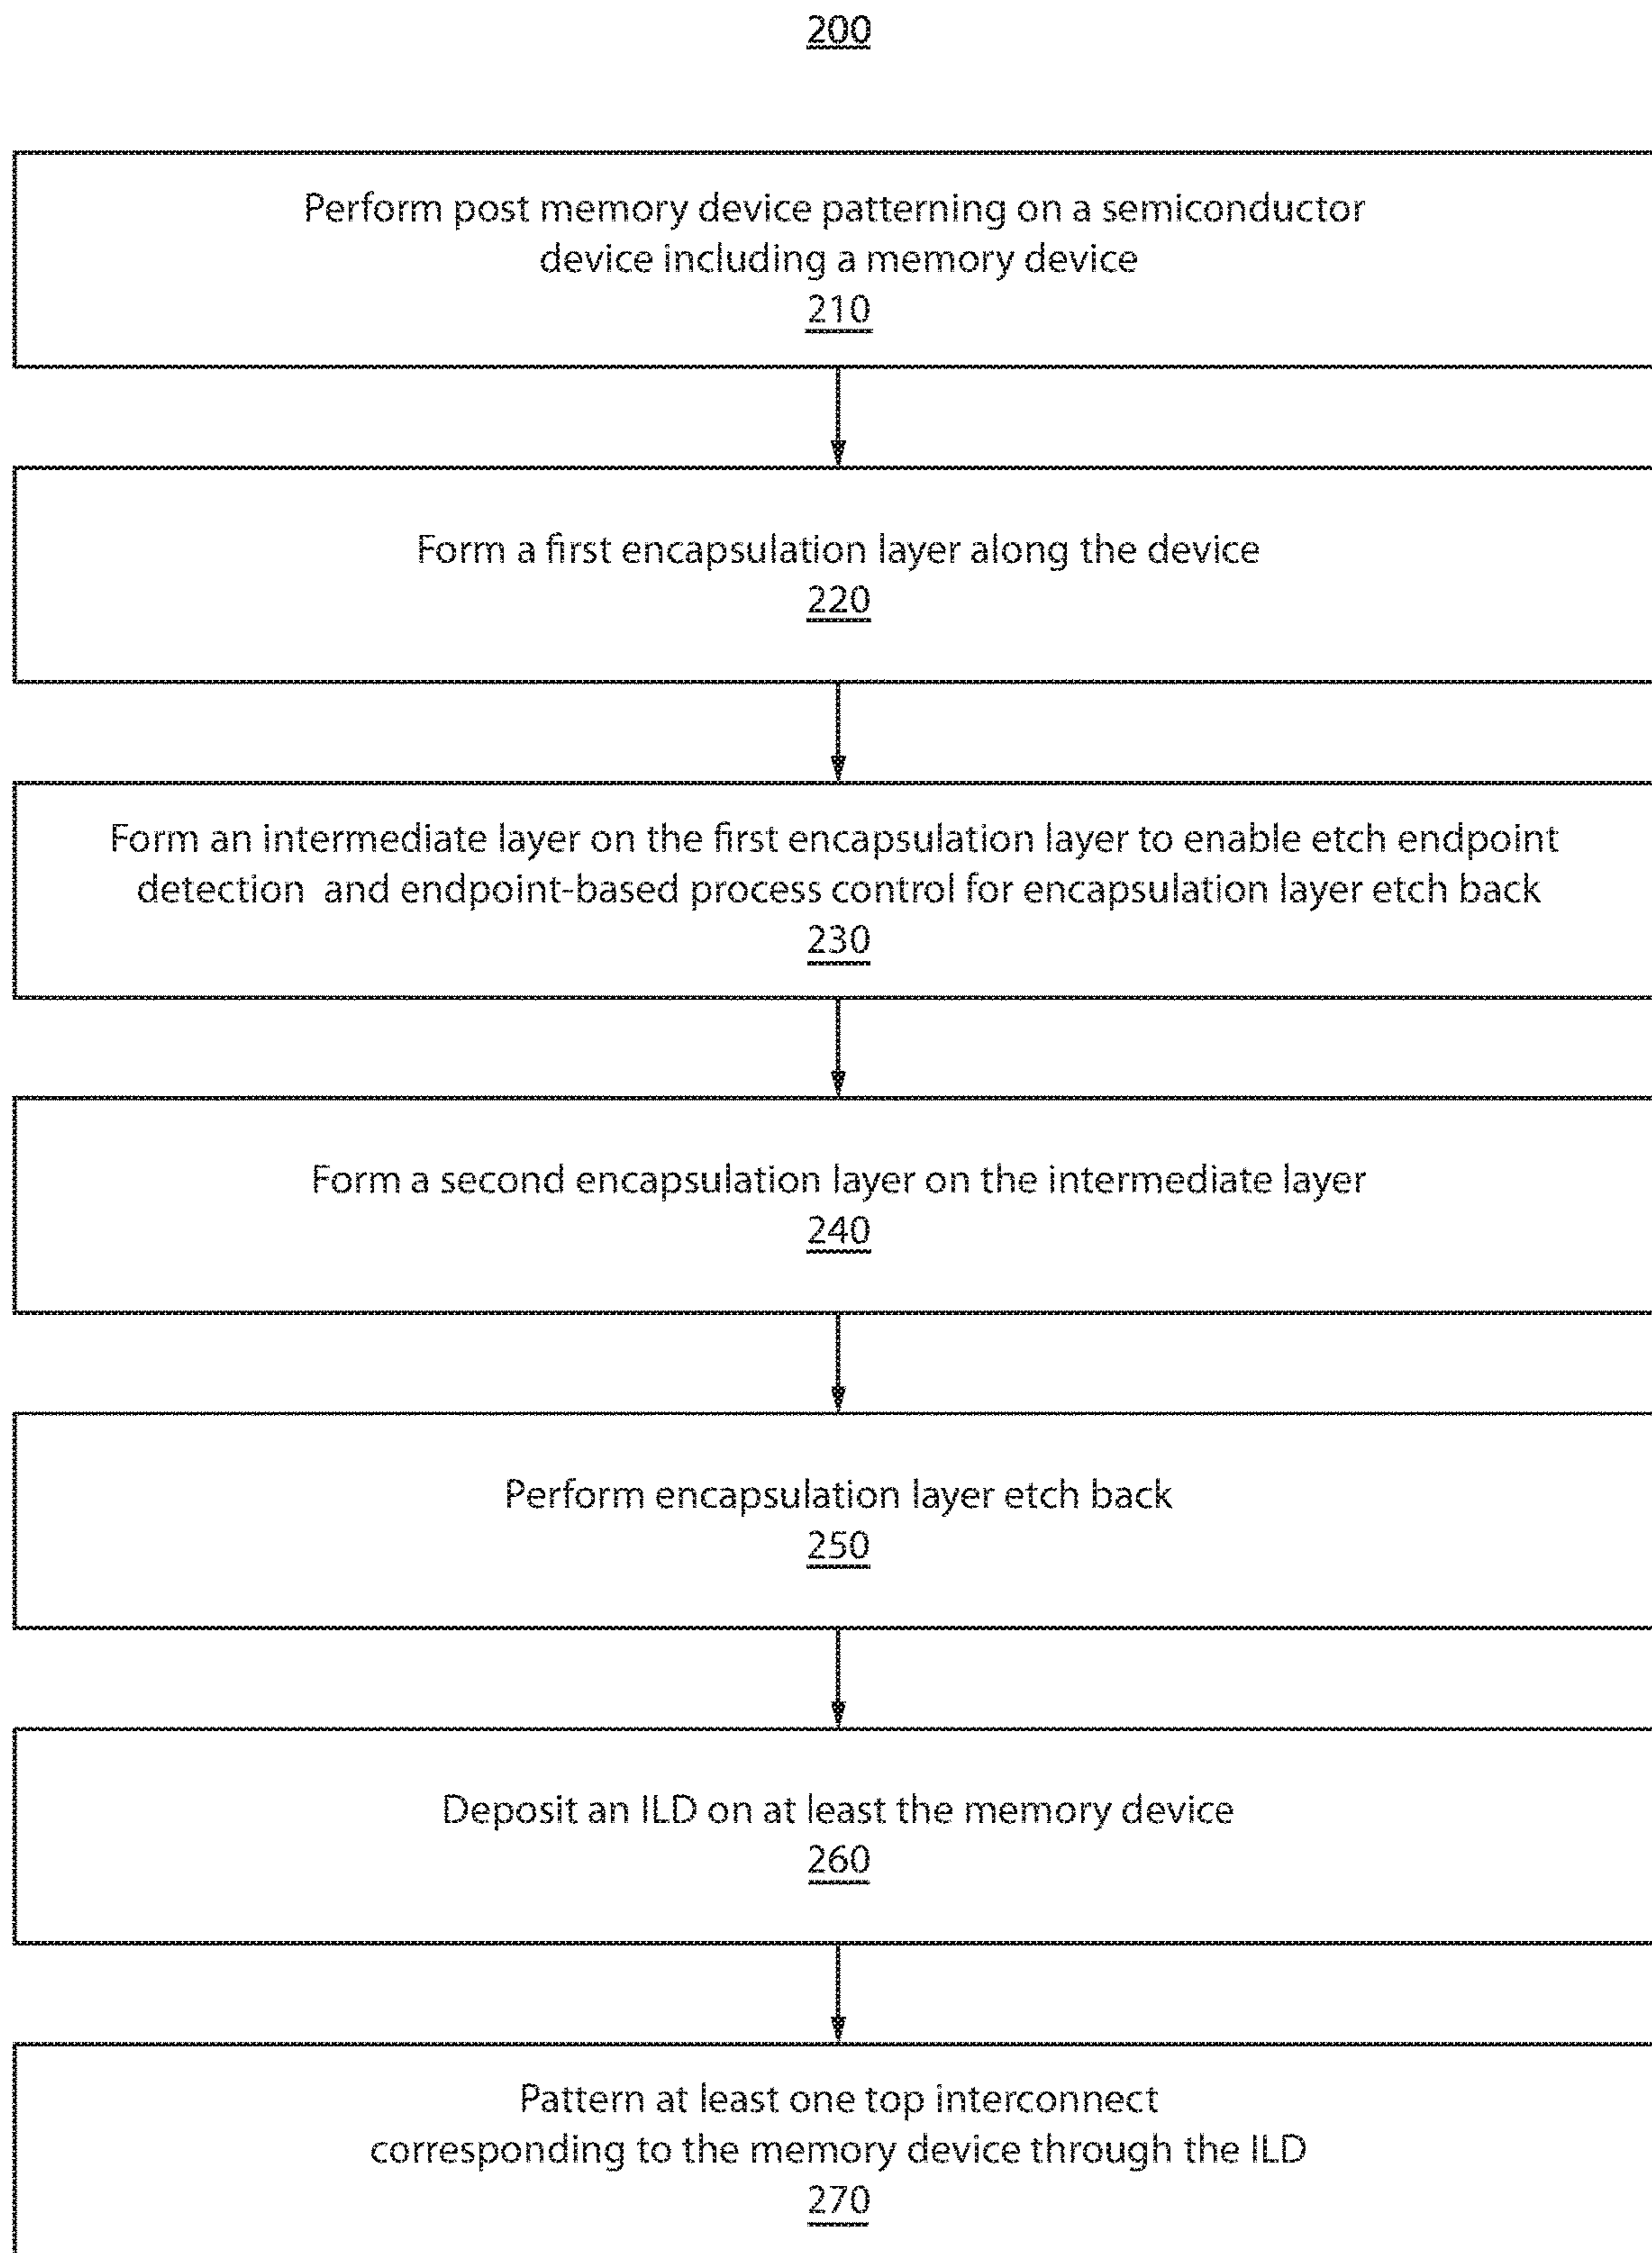 200
Perform post memory device patterning on a semiconductor
device including a memory device
210
Form a first encapsulation layer along the device
220
Form an intermediate layer on the first encapsulation layer to enable etch endpoint
detection and endpoint-based process control for encapsulation layer etch back
230
Form a second encapsulation layer on the intermediate layer
240
Perform encapsulation layer etch back
250
Deposit an ILD on at least the memory device
260
Pattern at least one top interconnect
corresponding to the memory device through the ILD
270